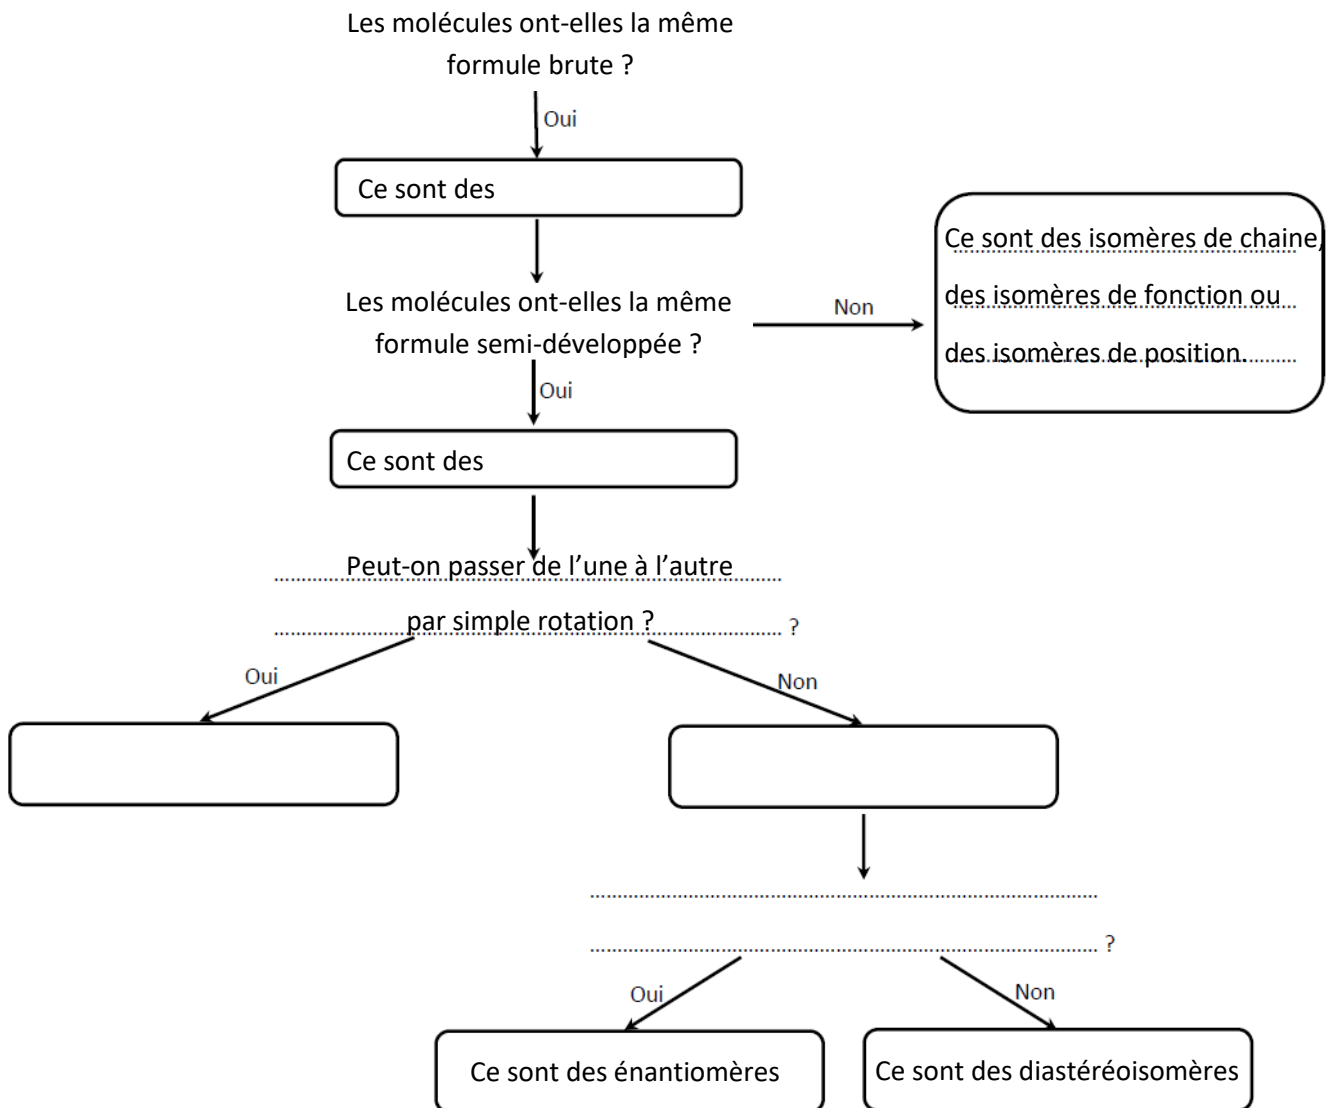 Les molécules ont-elles la même
formule brute ?
Oui
Ce sont des
Les molécules ont-elles la même
formule semi-développée ?
Non
Ce sont des isomères de chaine,
des isomères de fonction ou
des isomères de position.
Oui
Ce sont des
Peut-on passer de l’une à l’autre
par simple rotation ? ?
Oui
Non
?
Oui
Non
Ce sont des énantiomères
Ce sont des diastéréoisomères